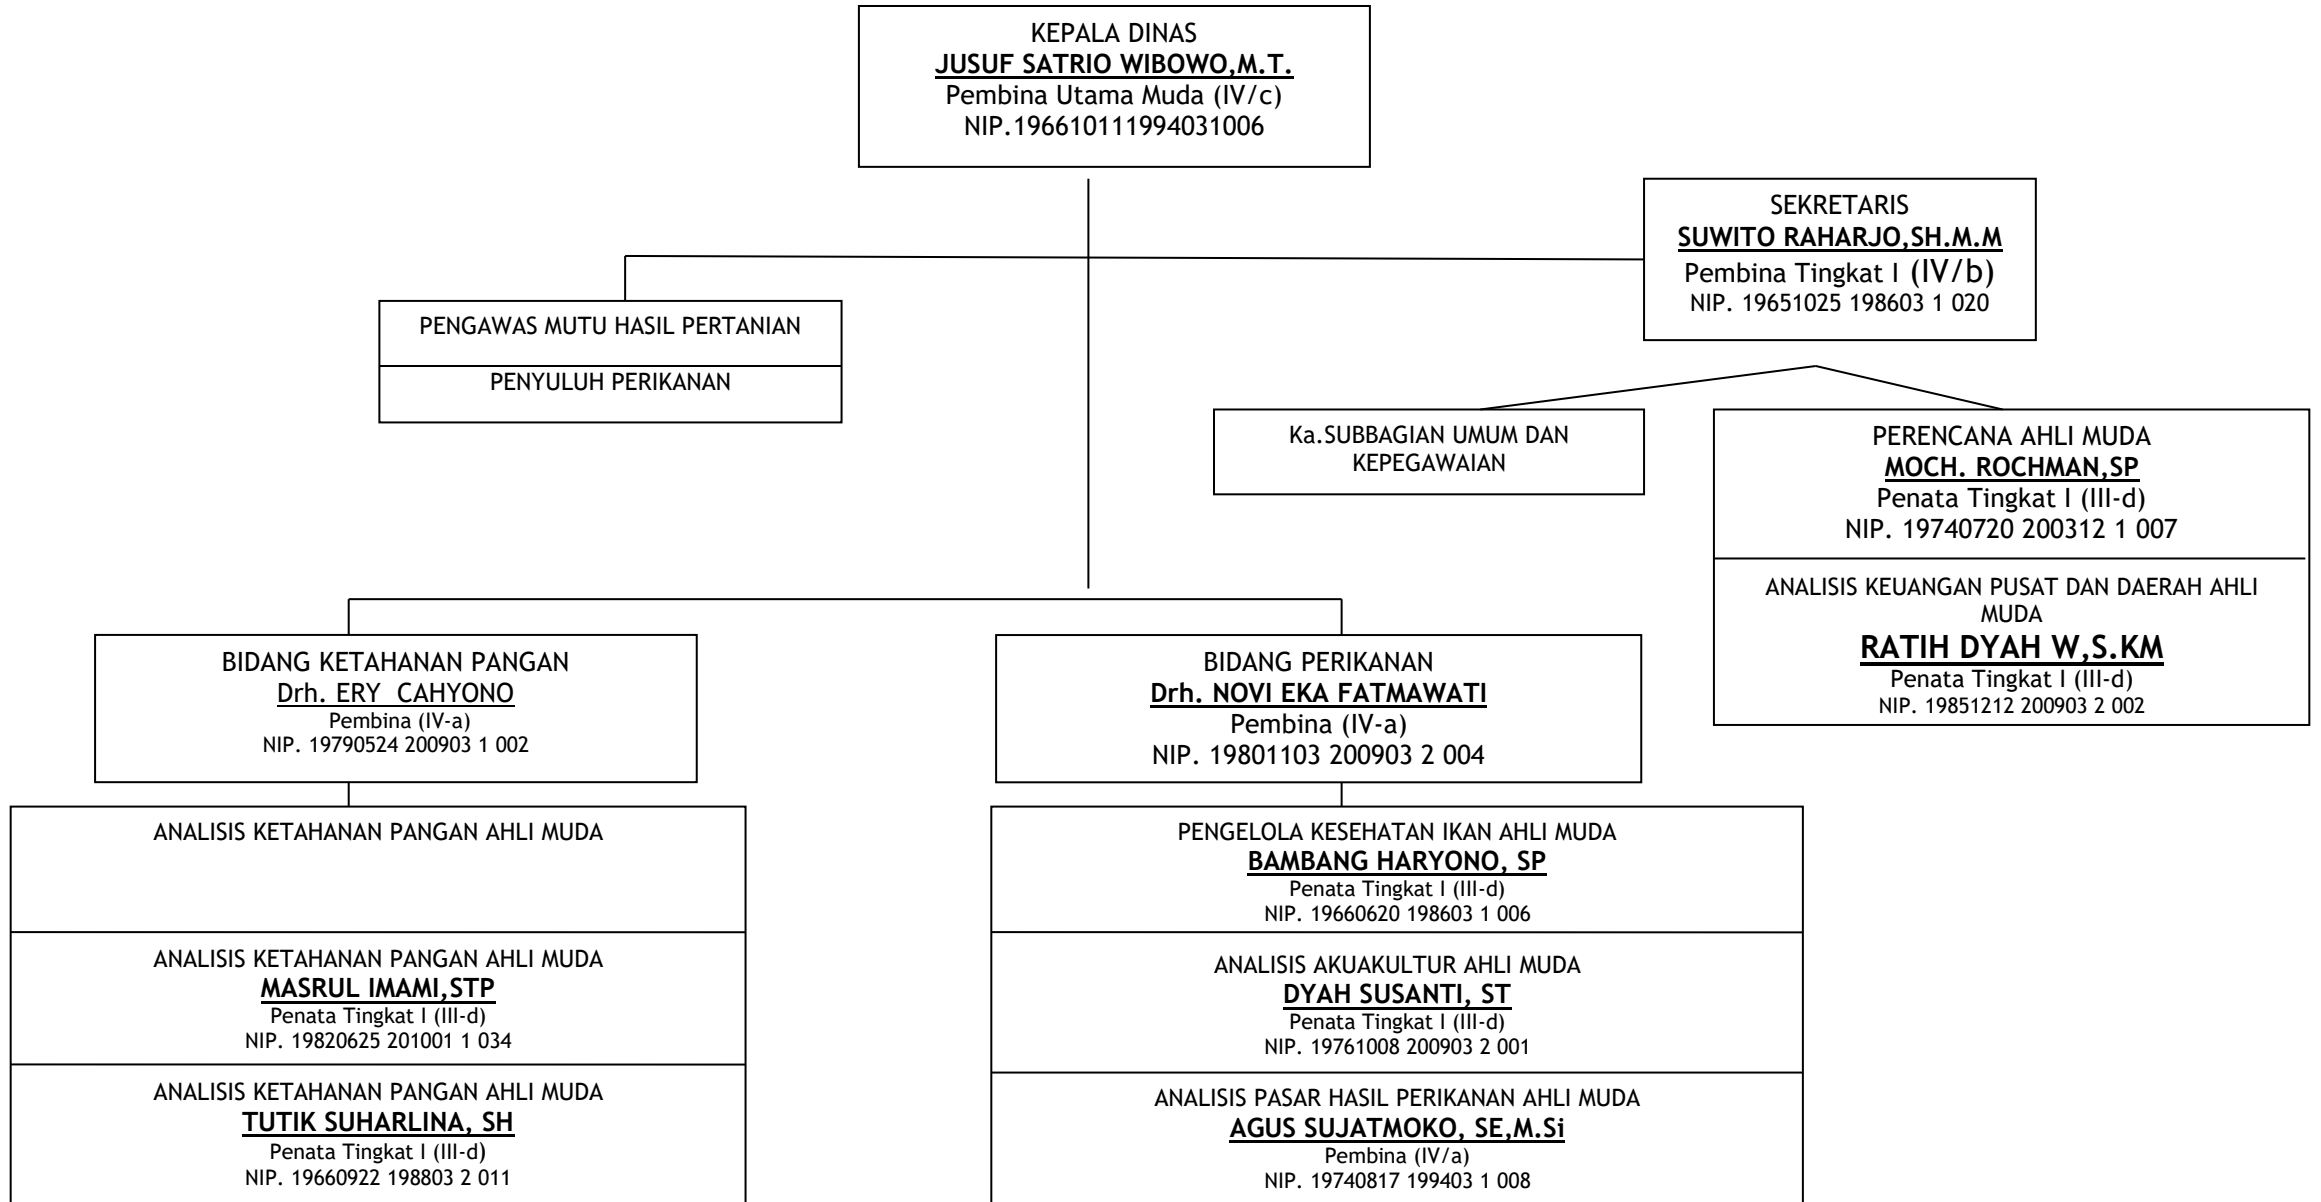 KEPALA DINAS
JUSUF SATRIO WIBOWO,M.T.
Pembina Utama Muda (IV/c)
NIP.196610111994031006
SEKRETARIS
SUWITO RAHARJO,SH.M.M
Pembina Tingkat I (IV/b)
NIP. 19651025 198603 1 020
PENGAWAS MUTU HASIL PERTANIAN
PENYULUH PERIKANAN
Ka.SUBBAGIAN UMUM DAN
KEPEGAWAIAN
PERENCANA AHLI MUDA
MOCH. ROCHMAN,SP
Penata Tingkat I (III-d)
NIP. 19740720 200312 1 007
ANALISIS KEUANGAN PUSAT DAN DAERAH AHLI
MUDA
RATIH DYAH W,S.KM
Penata Tingkat I (III-d)
NIP. 19851212 200903 2 002
BIDANG KETAHANAN PANGAN
Drh. ERY  CAHYONO
Pembina (IV-a)
NIP. 19790524 200903 1 002
BIDANG PERIKANAN
Drh. NOVI EKA FATMAWATI
Pembina (IV-a)
NIP. 19801103 200903 2 004
ANALISIS KETAHANAN PANGAN AHLI MUDA
ANALISIS KETAHANAN PANGAN AHLI MUDA
MASRUL IMAMI,STP
Penata Tingkat I (III-d)
NIP. 19820625 201001 1 034
ANALISIS KETAHANAN PANGAN AHLI MUDA
TUTIK SUHARLINA, SH
Penata Tingkat I (III-d)
NIP. 19660922 198803 2 011
PENGELOLA KESEHATAN IKAN AHLI MUDA
BAMBANG HARYONO, SP
Penata Tingkat I (III-d)
NIP. 19660620 198603 1 006
ANALISIS AKUAKULTUR AHLI MUDA
DYAH SUSANTI, ST
Penata Tingkat I (III-d)
NIP. 19761008 200903 2 001
ANALISIS PASAR HASIL PERIKANAN AHLI MUDA
AGUS SUJATMOKO, SE,M.Si
Pembina (IV/a)
NIP. 19740817 199403 1 008